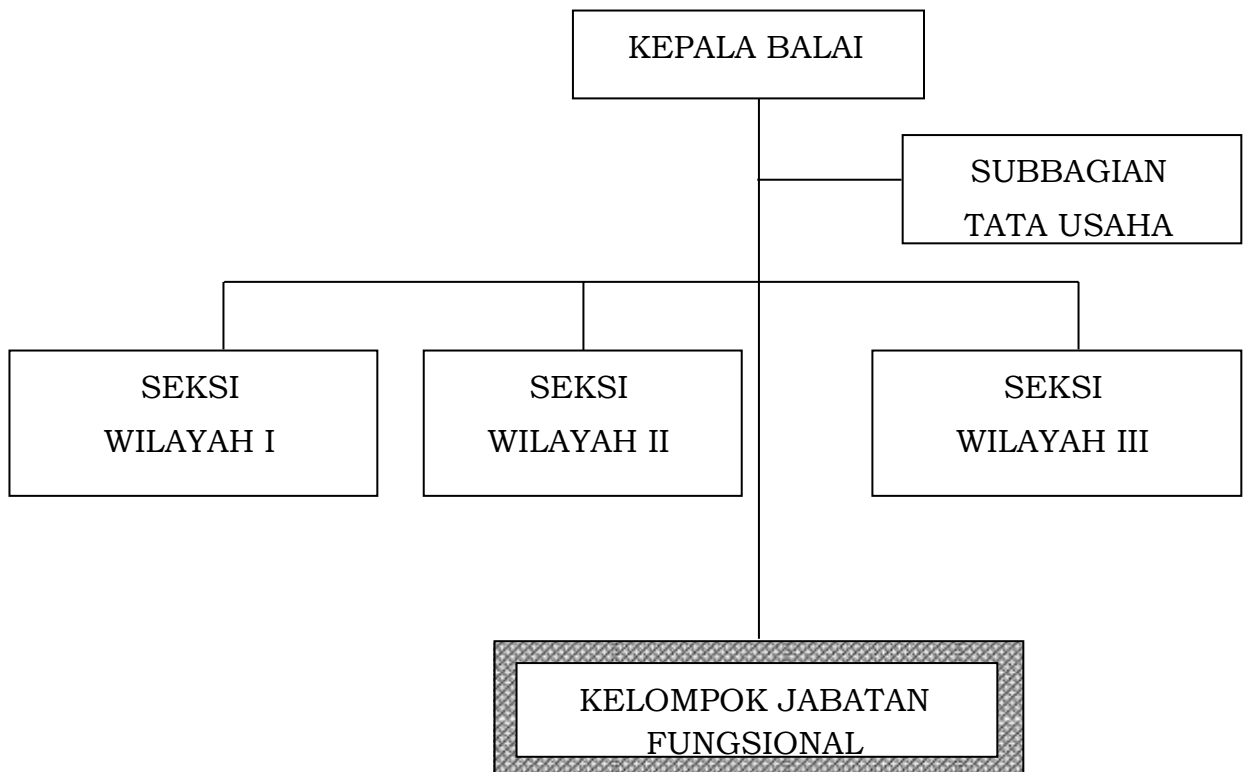 KEPALA BALAI
SUBBAGIAN
TATA USAHA
SEKSI
WILAYAH I
SEKSI
WILAYAH II
SEKSI
WILAYAH III
KELOMPOK JABATAN
FUNGSIONAL